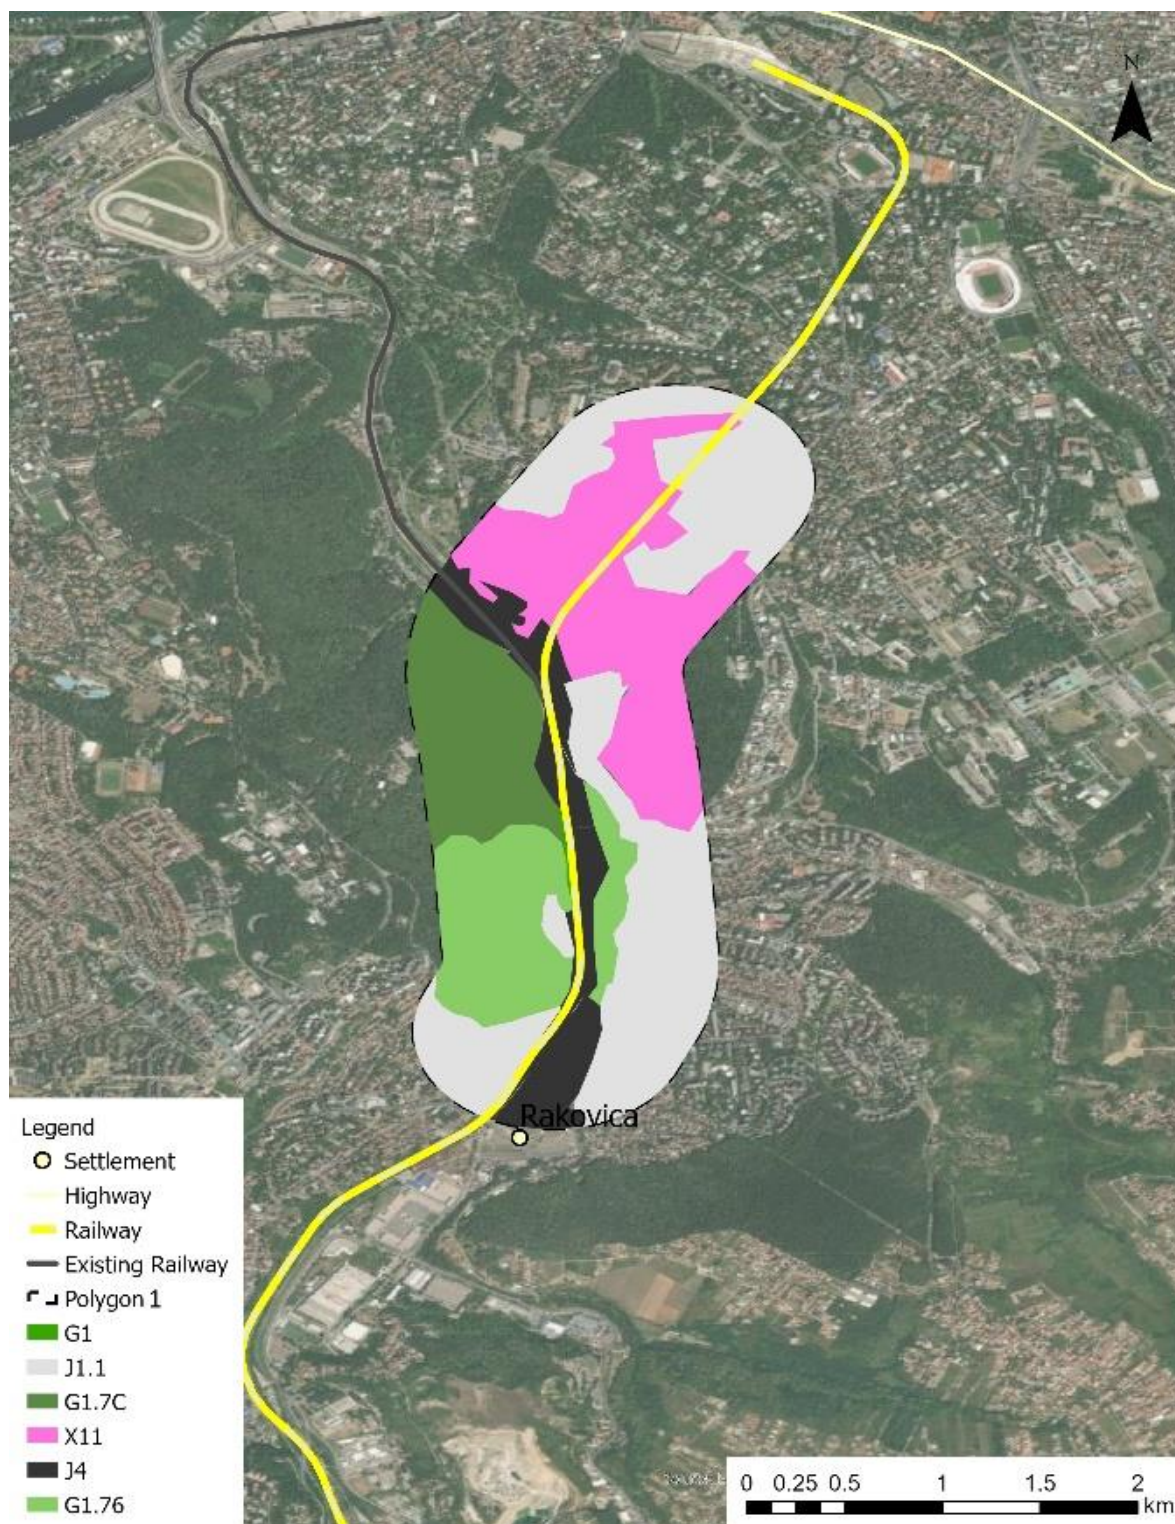 N
Rakovica
Legend
Settlement
Highway
Railway
Existing Railway
Polygon 1
G1
J1.1
G1.7C
X11
J4
G1.76
0 0.25 0.5 1 1.5 2
km